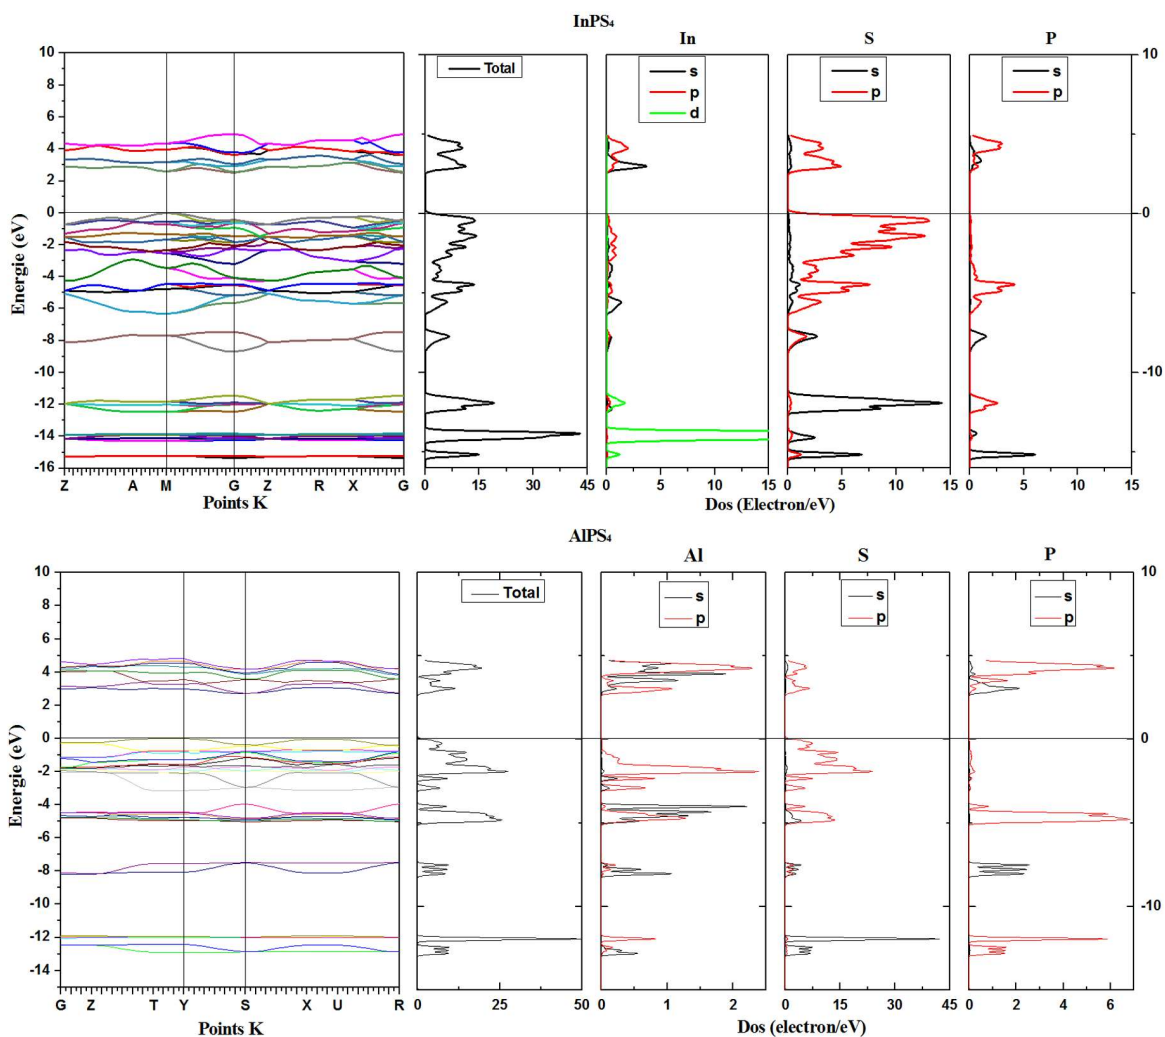 InPS₄
In
S
P
Total
s
p
d
s
p
s
p
10
8
6
4
2
0
-2
-4
-6
-8
-10
-12
-14
-16
Energie (eV)
10
0
-10
Z A M G Z R X G
0 15 30 45
0 5 10 15
0 5 10 15
0 5 10 15
Points K
Dos (Electron/eV)
AlPS₄
Al
S
P
Total
s
p
s
p
s
p
10
8
6
4
2
0
-2
-4
-6
-8
-10
-12
-14
Energie (eV)
10
0
-10
G Z T Y S X U R
0 25 50
0 1 2
0 15 30 45
0 2 4 6
Points K
Dos (electron/eV)